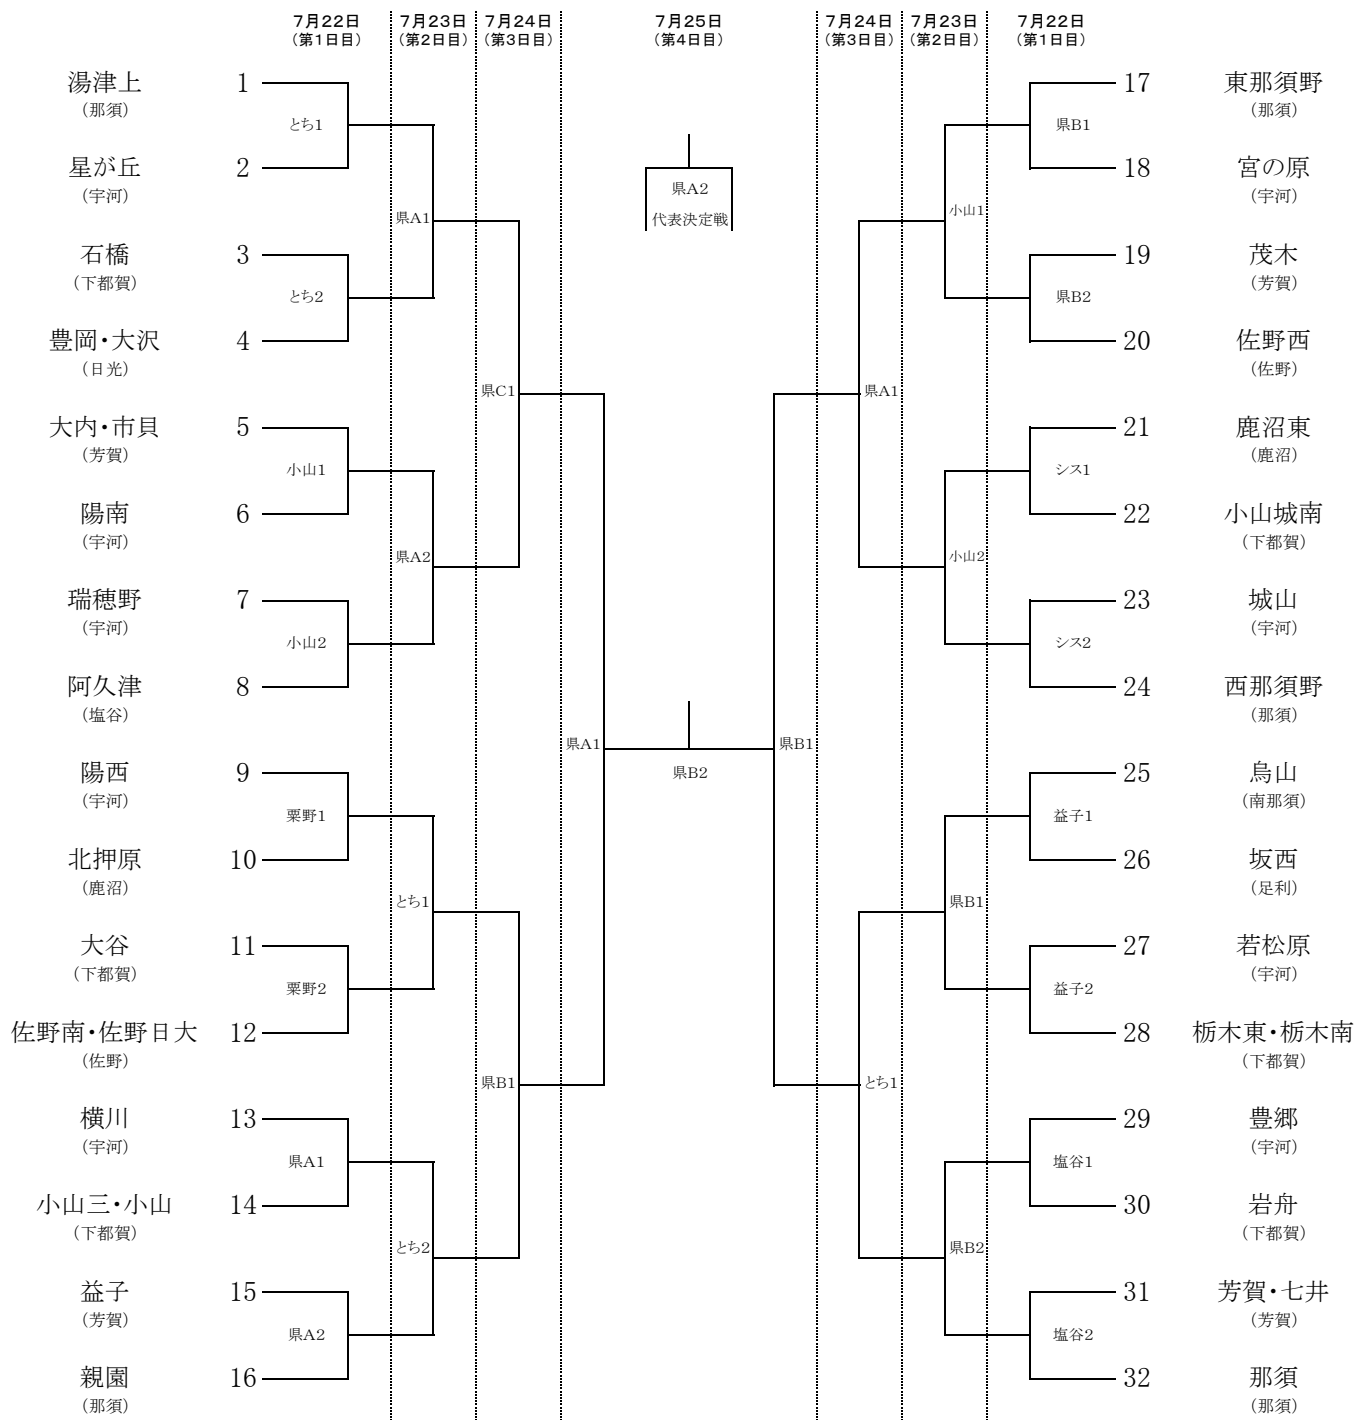 7月22日 7月23日 7月24日 7月25日 7月24日 7月23日 7月22日
(第1日目) (第2日目) (第3日目) (第4日目) (第3日目) (第2日目) (第1日目)
湯津上 1 17 東那須野
(那須) (那須)
とち1 県B1
星が丘 2 県A2 18 宮の原
(宇河) (宇河)
県A1 代表決定戦 小山1
石橋 3 19 茂木
(下都賀) (芳賀)
とち2 県B2
豊岡・大沢 4 20 佐野西
(日光) (佐野)
県C1 県A1
大内・市貝 5 21 鹿沼東
(芳賀) (鹿沼)
小山1 シス1
陽南 6 22 小山城南
(宇河) (下都賀)
県A2 小山2
瑞穂野 7 23 城山
(宇河) (宇河)
小山2 シス2
阿久津 8 24 西那須野
(塩谷) (那須)
県A1 県B1
陽西 9 県B2 25 烏山
(宇河) (南那須)
粟野1 益子1
北押原 10 26 坂西
(鹿沼) (足利)
とち1 県B1
大谷 11 27 若松原
(下都賀) (宇河)
粟野2 益子2
佐野南・佐野日大 12 28 栃木東・栃木南
(佐野) (下都賀)
県B1 とち1
横川 13 29 豊郷
(宇河) (宇河)
県A1 塩谷1
小山三・小山 14 30 岩舟
(下都賀) (下都賀)
とち2 県B2
益子 15 31 芳賀・七井
(芳賀) (芳賀)
県A2 塩谷2
親園 16 32 那須
(那須) (那須)